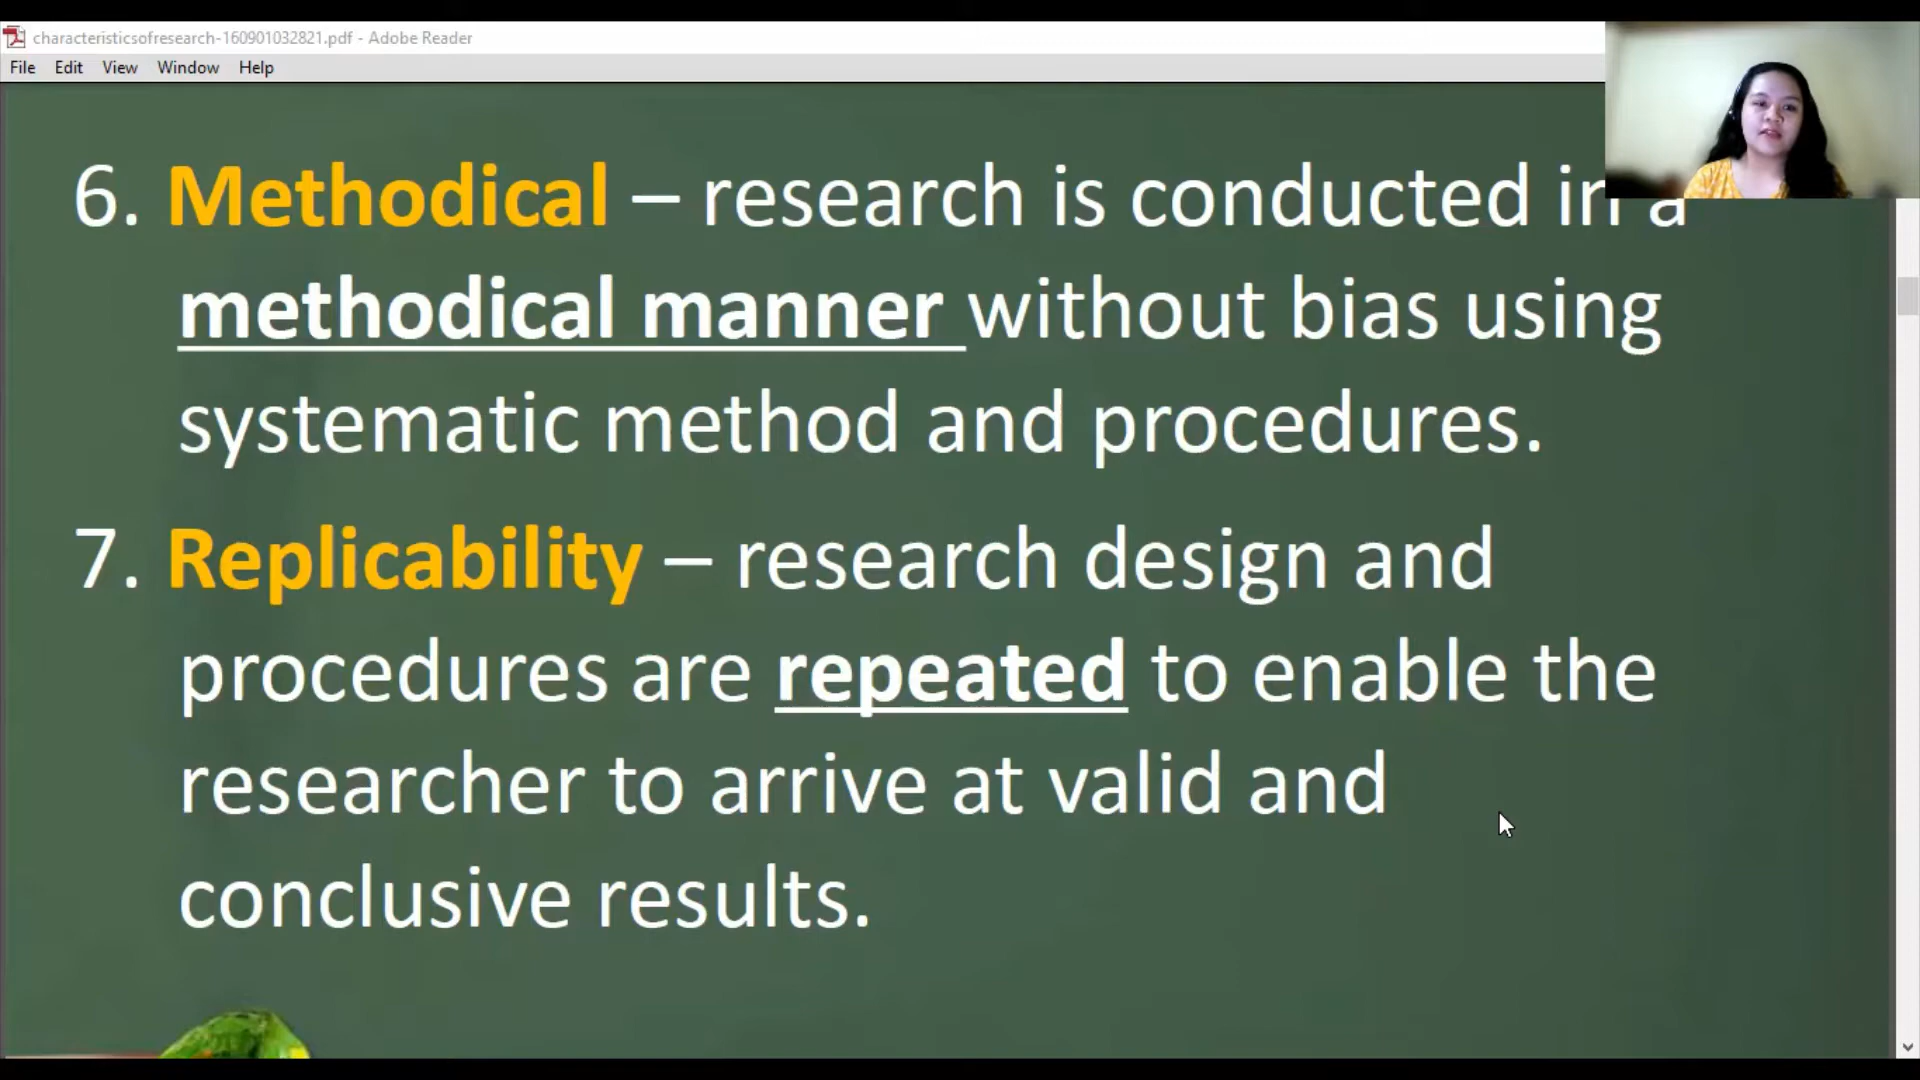 characteristicsofresearch-160901032821.pdf - Adobe Reader
File Edit View Window Help
6. Methodical – research is conducted in a
methodical manner without bias using
systematic method and procedures.
7. Replicability – research design and
procedures are repeated to enable the
researcher to arrive at valid and
conclusive results.